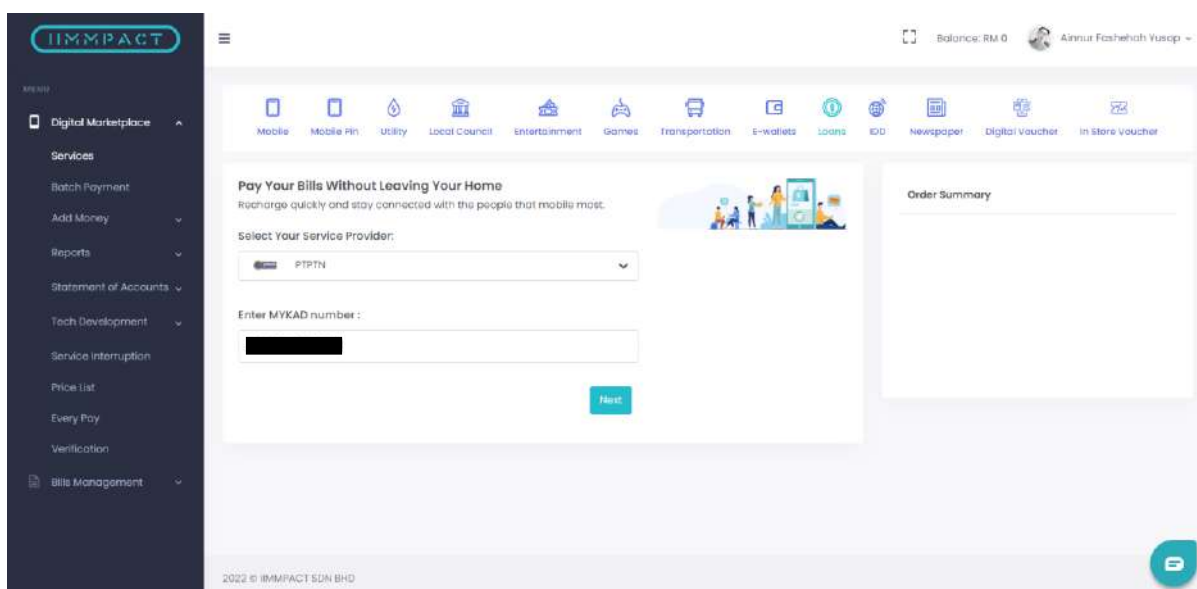 IIMMPACT
Balance: RM 0
Ainnur Fashehah Yusop
MENU
Digital Marketplace
Services
Batch Payment
Add Money
Reports
Statement of Accounts
Tech Development
Service Interruption
Price List
Every Pay
Verification
Bills Management
Mobile
Mobile Pin
Utility
Local Council
Entertainment
Games
Transportation
E-wallets
Loans
IDD
Newspaper
Digital Voucher
In Store Voucher
Pay Your Bills Without Leaving Your Home
Recharge quickly and stay connected with the people that mobile most.
Select Your Service Provider:
PTPTN
Enter MYKAD number :
Next
Order Summary
2022 © IIMMPACT SDN BHD